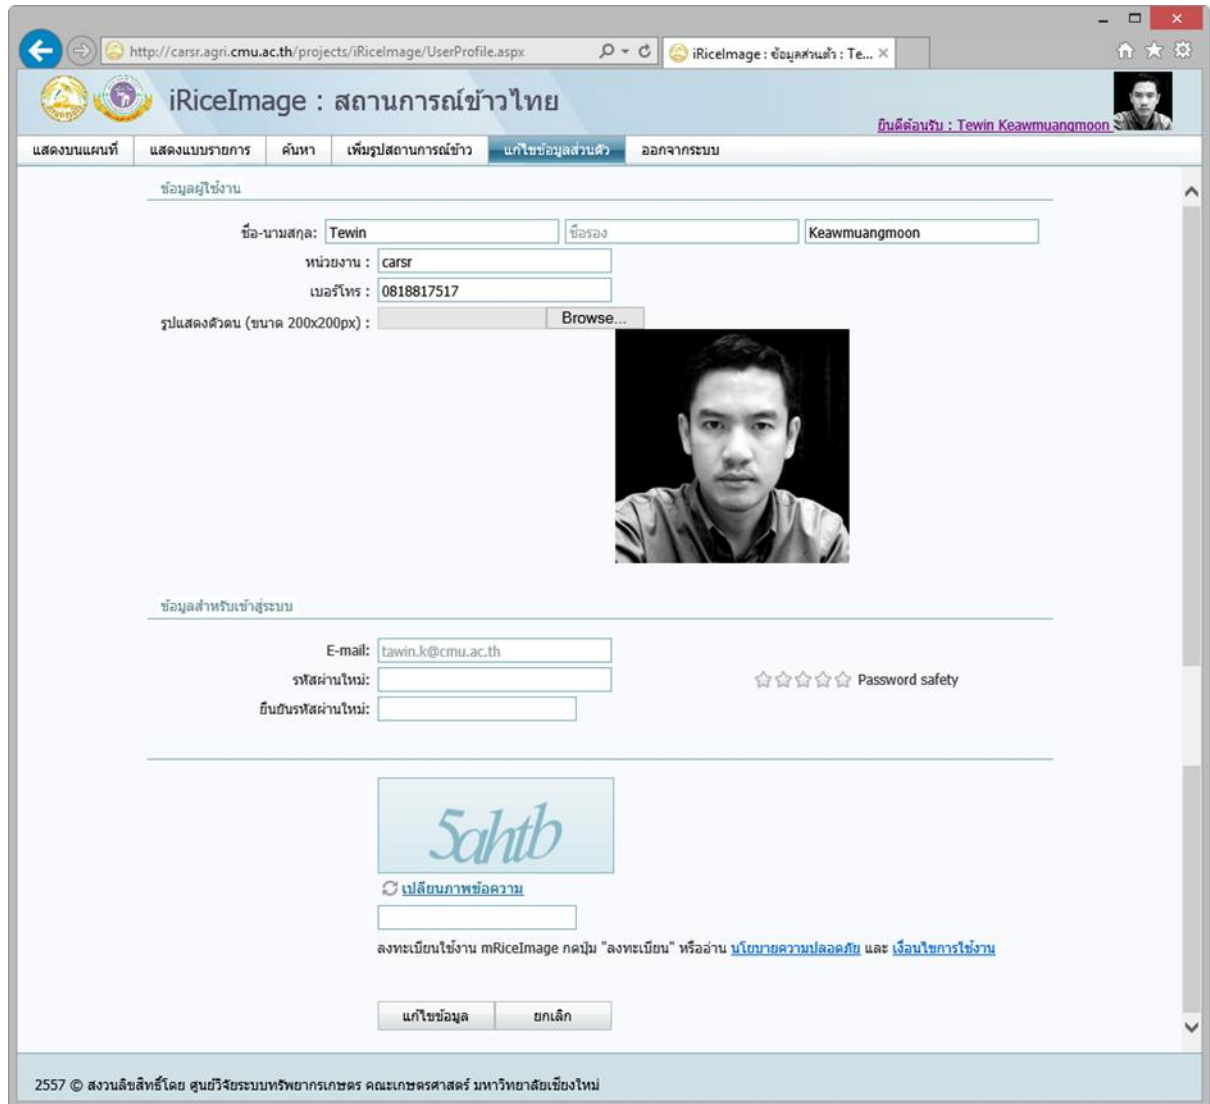 http://carsr.agri.cmu.ac.th/projects/iRiceImage/UserProfile.aspx
iRiceImage : ข้อมูลส่วนตัว : Te...
iRiceImage : สถานการณ์ข้าวไทย
ยินดีต้อนรับ : Tewin Keawmuangmoon
แสดงบนแผนที่ แสดงแบบรายการ ค้นหา เพิ่มรูปสถานการณ์ข้าว แก้ไขข้อมูลส่วนตัว ออกจากระบบ
ข้อมูลผู้ใช้งาน
ชื่อ-นามสกุล: Tewin ชื่อรอง Keawmuangmoon
หน่วยงาน : carsr
เบอร์โทร : 0818817517
รูปแสดงตัวตน (ขนาด 200x200px) : Browse...
ข้อมูลสำหรับเข้าสู่ระบบ
E-mail: tawin.k@cmu.ac.th
รหัสผ่านใหม่: Password safety
ยืนยันรหัสผ่านใหม่:
5ahtb
เปลี่ยนภาพข้อความ
ลงทะเบียนใช้งาน mRiceImage กดปุ่ม "ลงทะเบียน" หรืออ่าน นโยบายความปลอดภัย และ เงื่อนไขการใช้งาน
แก้ไขข้อมูล ยกเลิก
2557 © สงวนลิขสิทธิ์โดย ศูนย์วิจัยระบบทรัพยากรเกษตร คณะเกษตรศาสตร์ มหาวิทยาลัยเชียงใหม่